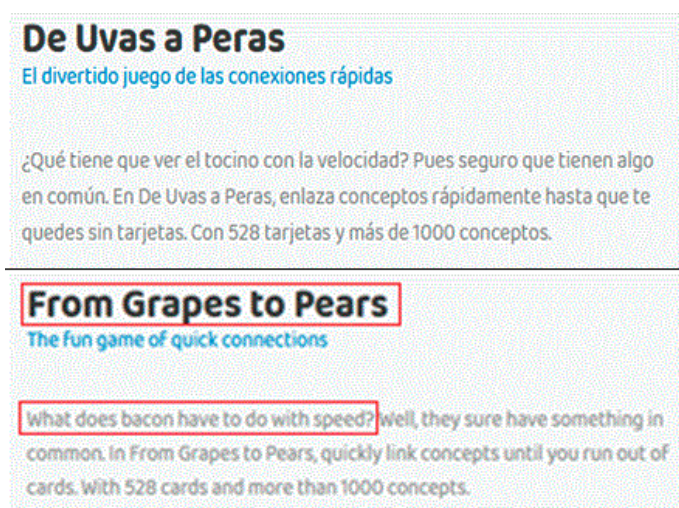 De Uvas a Peras
El divertido juego de las conexiones rápidas
¿Qué tiene que ver el tocino con la velocidad? Pues seguro que tienen algo
en común. En De Uvas a Peras, enlaza conceptos rápidamente hasta que te
quedes sin tarjetas. Con 528 tarjetas y más de 1000 conceptos.
From Grapes to Pears
The fun game of quick connections
What does bacon have to do with speed? Well, they sure have something in
common. In From Grapes to Pears, quickly link concepts until you run out of
cards. With 528 cards and more than 1000 concepts.